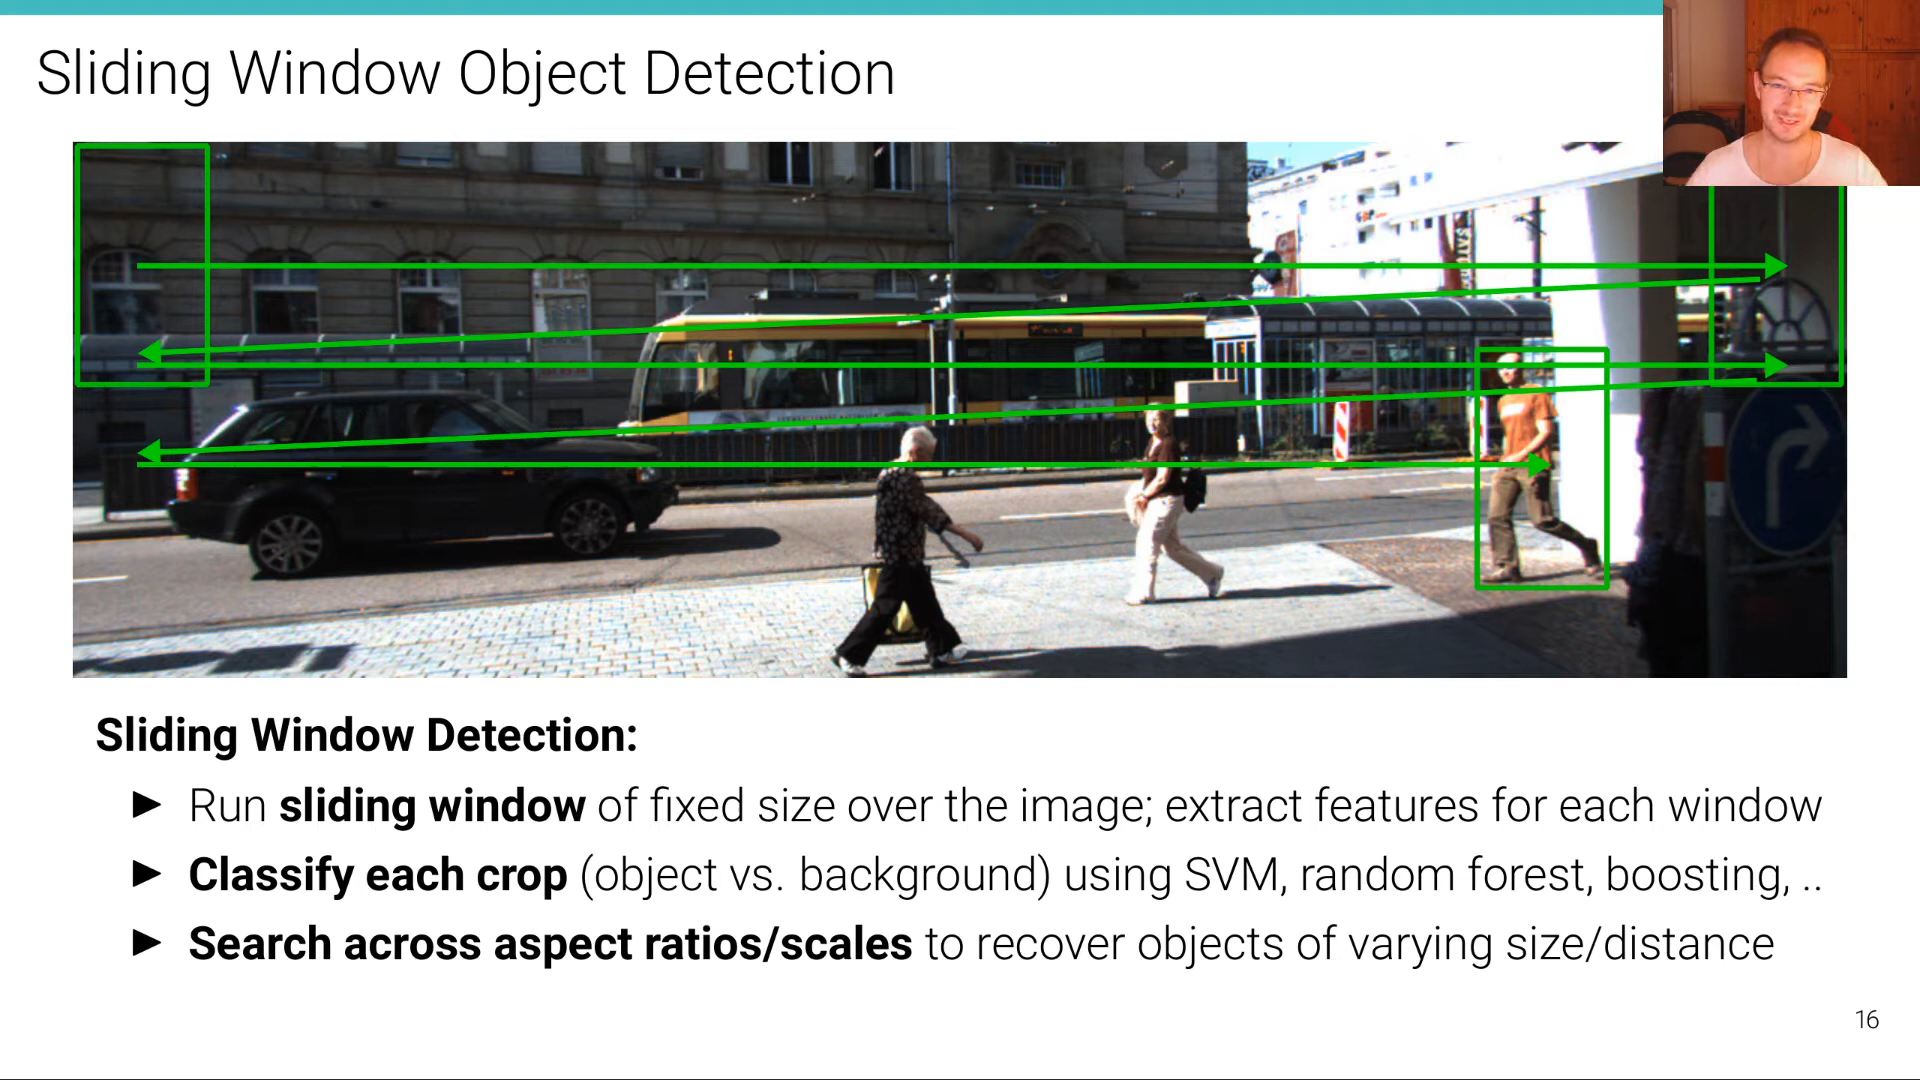 Sliding Window Object Detection
Sliding Window Detection:
► Run sliding window of fixed size over the image; extract features for each window
► Classify each crop (object vs. background) using SVM, random forest, boosting, ..
► Search across aspect ratios/scales to recover objects of varying size/distance
16